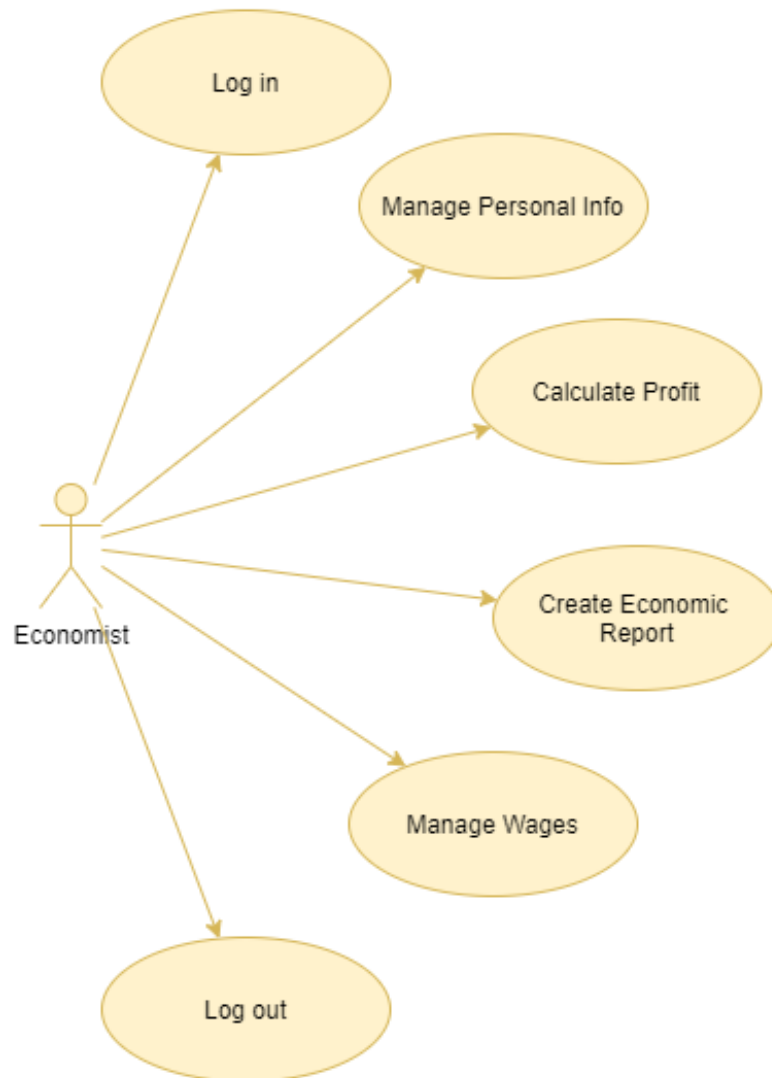 Log in
Manage Personal Info
Calculate Profit
Economist
Create Economic
Report
Manage Wages
Log out